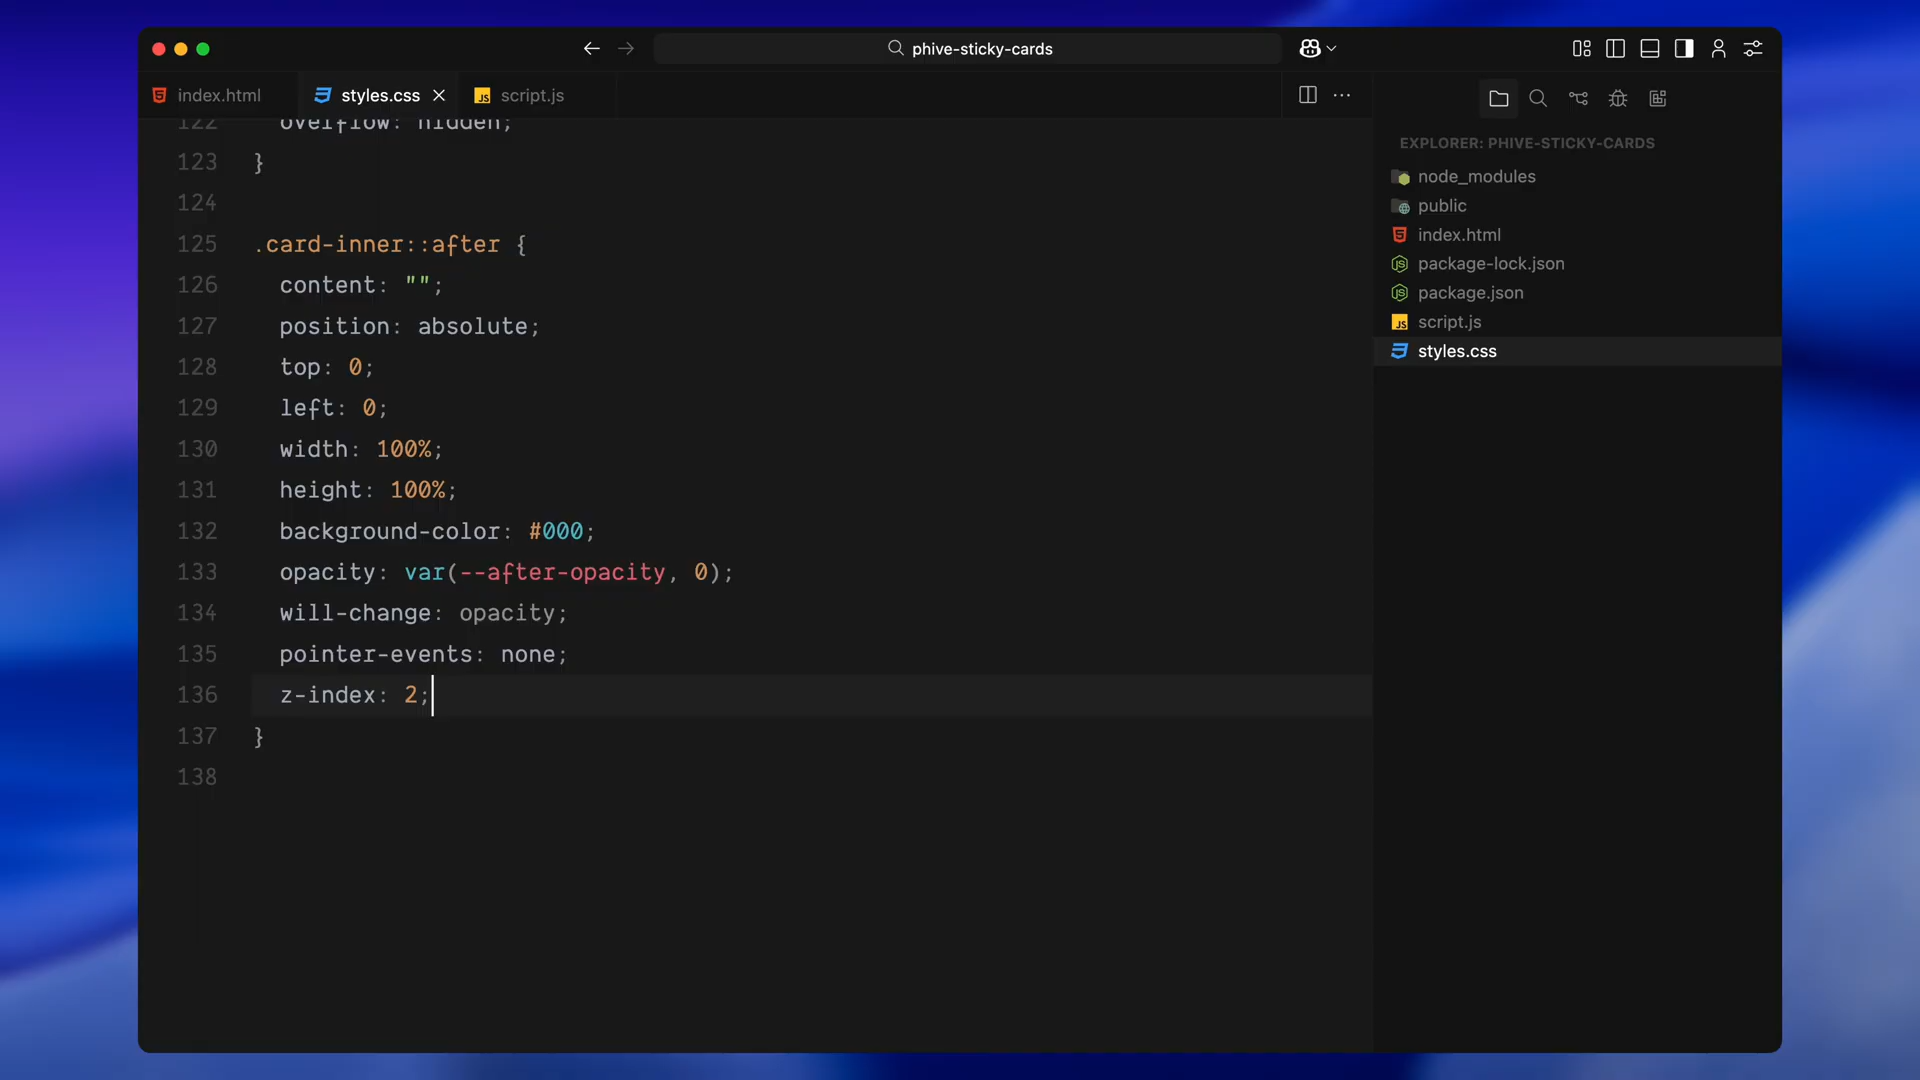 phive-sticky-cards
index.html
styles.css
script.js
122 overflow: hidden;
123 }
124
125 .card-inner::after {
126 content: "";
127 position: absolute;
128 top: 0;
129 left: 0;
130 width: 100%;
131 height: 100%;
132 background-color: #000;
133 opacity: var(--after-opacity, 0);
134 will-change: opacity;
135 pointer-events: none;
136 z-index: 2;
137 }
138
EXPLORER: PHIVE-STICKY-CARDS
node_modules
public
index.html
package-lock.json
package.json
script.js
styles.css